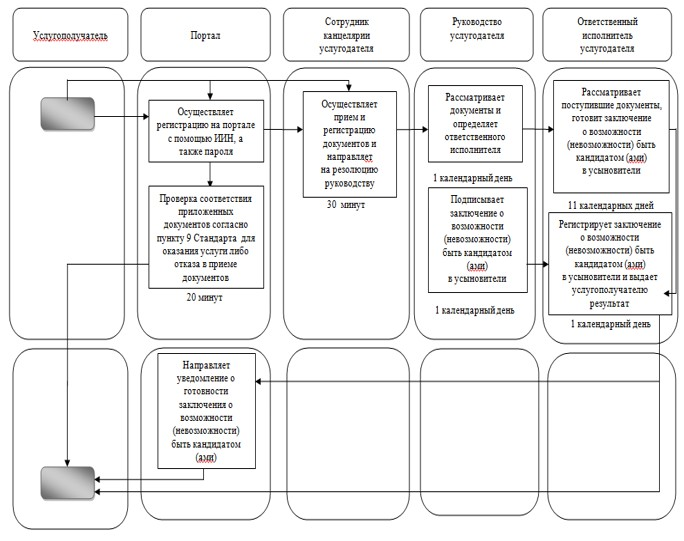 Услугополучатель
Портал
Сотрудник
канцелярии
услугодателя
Руководство
услугодателя
Ответственный
исполнитель
услугодателя
Осуществляет
регистрацию на портале
с помощью ИИН, а
также пароля
Осуществляет
прием и
регистрацию
документов и
направляет
на резолюцию
руководству
30 минут
Рассматривает
документы и
определяет
ответственного
исполнителя
1 календарный день
Рассматривает
поступившие документы,
готовит заключение
о возможности
(невозможности) быть
кандидатом (ами)
в усыновители
11 календарных дней
Проверка соответствия
приложенных
документов согласно
пункту 9 Стандарта для
оказания услуги либо
отказа в приеме
документов
20 минут
Подписывает
заключение о
возможности
(невозможности)
быть кандидатом
(ами)
в усыновители
1 календарный день
Регистрирует заключение
о возможности
(невозможности) быть
кандидатом (ами)
в усыновители и выдает
услугополучателю
результат
1 календарный день
Направляет
уведомление о
готовности
заключения о
возможности
(невозможности)
быть кандидатом
(ами)